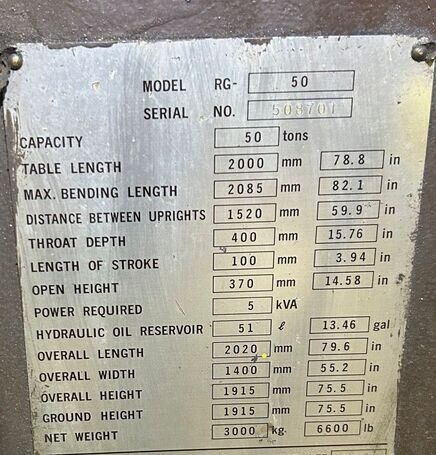 MODEL RG- 50
SERIAL NO. 508701
CAPACITY 50 tons
TABLE LENGTH 2000 mm 78.8 in
MAX. BENDING LENGTH 2085 mm 82.1 in
DISTANCE BETWEEN UPRIGHTS 1520 mm 59.9 in
THROAT DEPTH 400 mm 15.76 in
LENGTH OF STROKE 100 mm 3.94 in
OPEN HEIGHT 370 mm 14.58 in
POWER REQUIRED 5 kVA
HYDRAULIC OIL RESERVOIR 51 ℓ 13.46 gal
OVERALL LENGTH 2020 mm 79.6 in
OVERALL WIDTH 1400 mm 55.2 in
OVERALL HEIGHT 1915 mm 75.5 in
GROUND HEIGHT 1915 mm 75.5 in
NET WEIGHT 3000 kg. 6600 lb